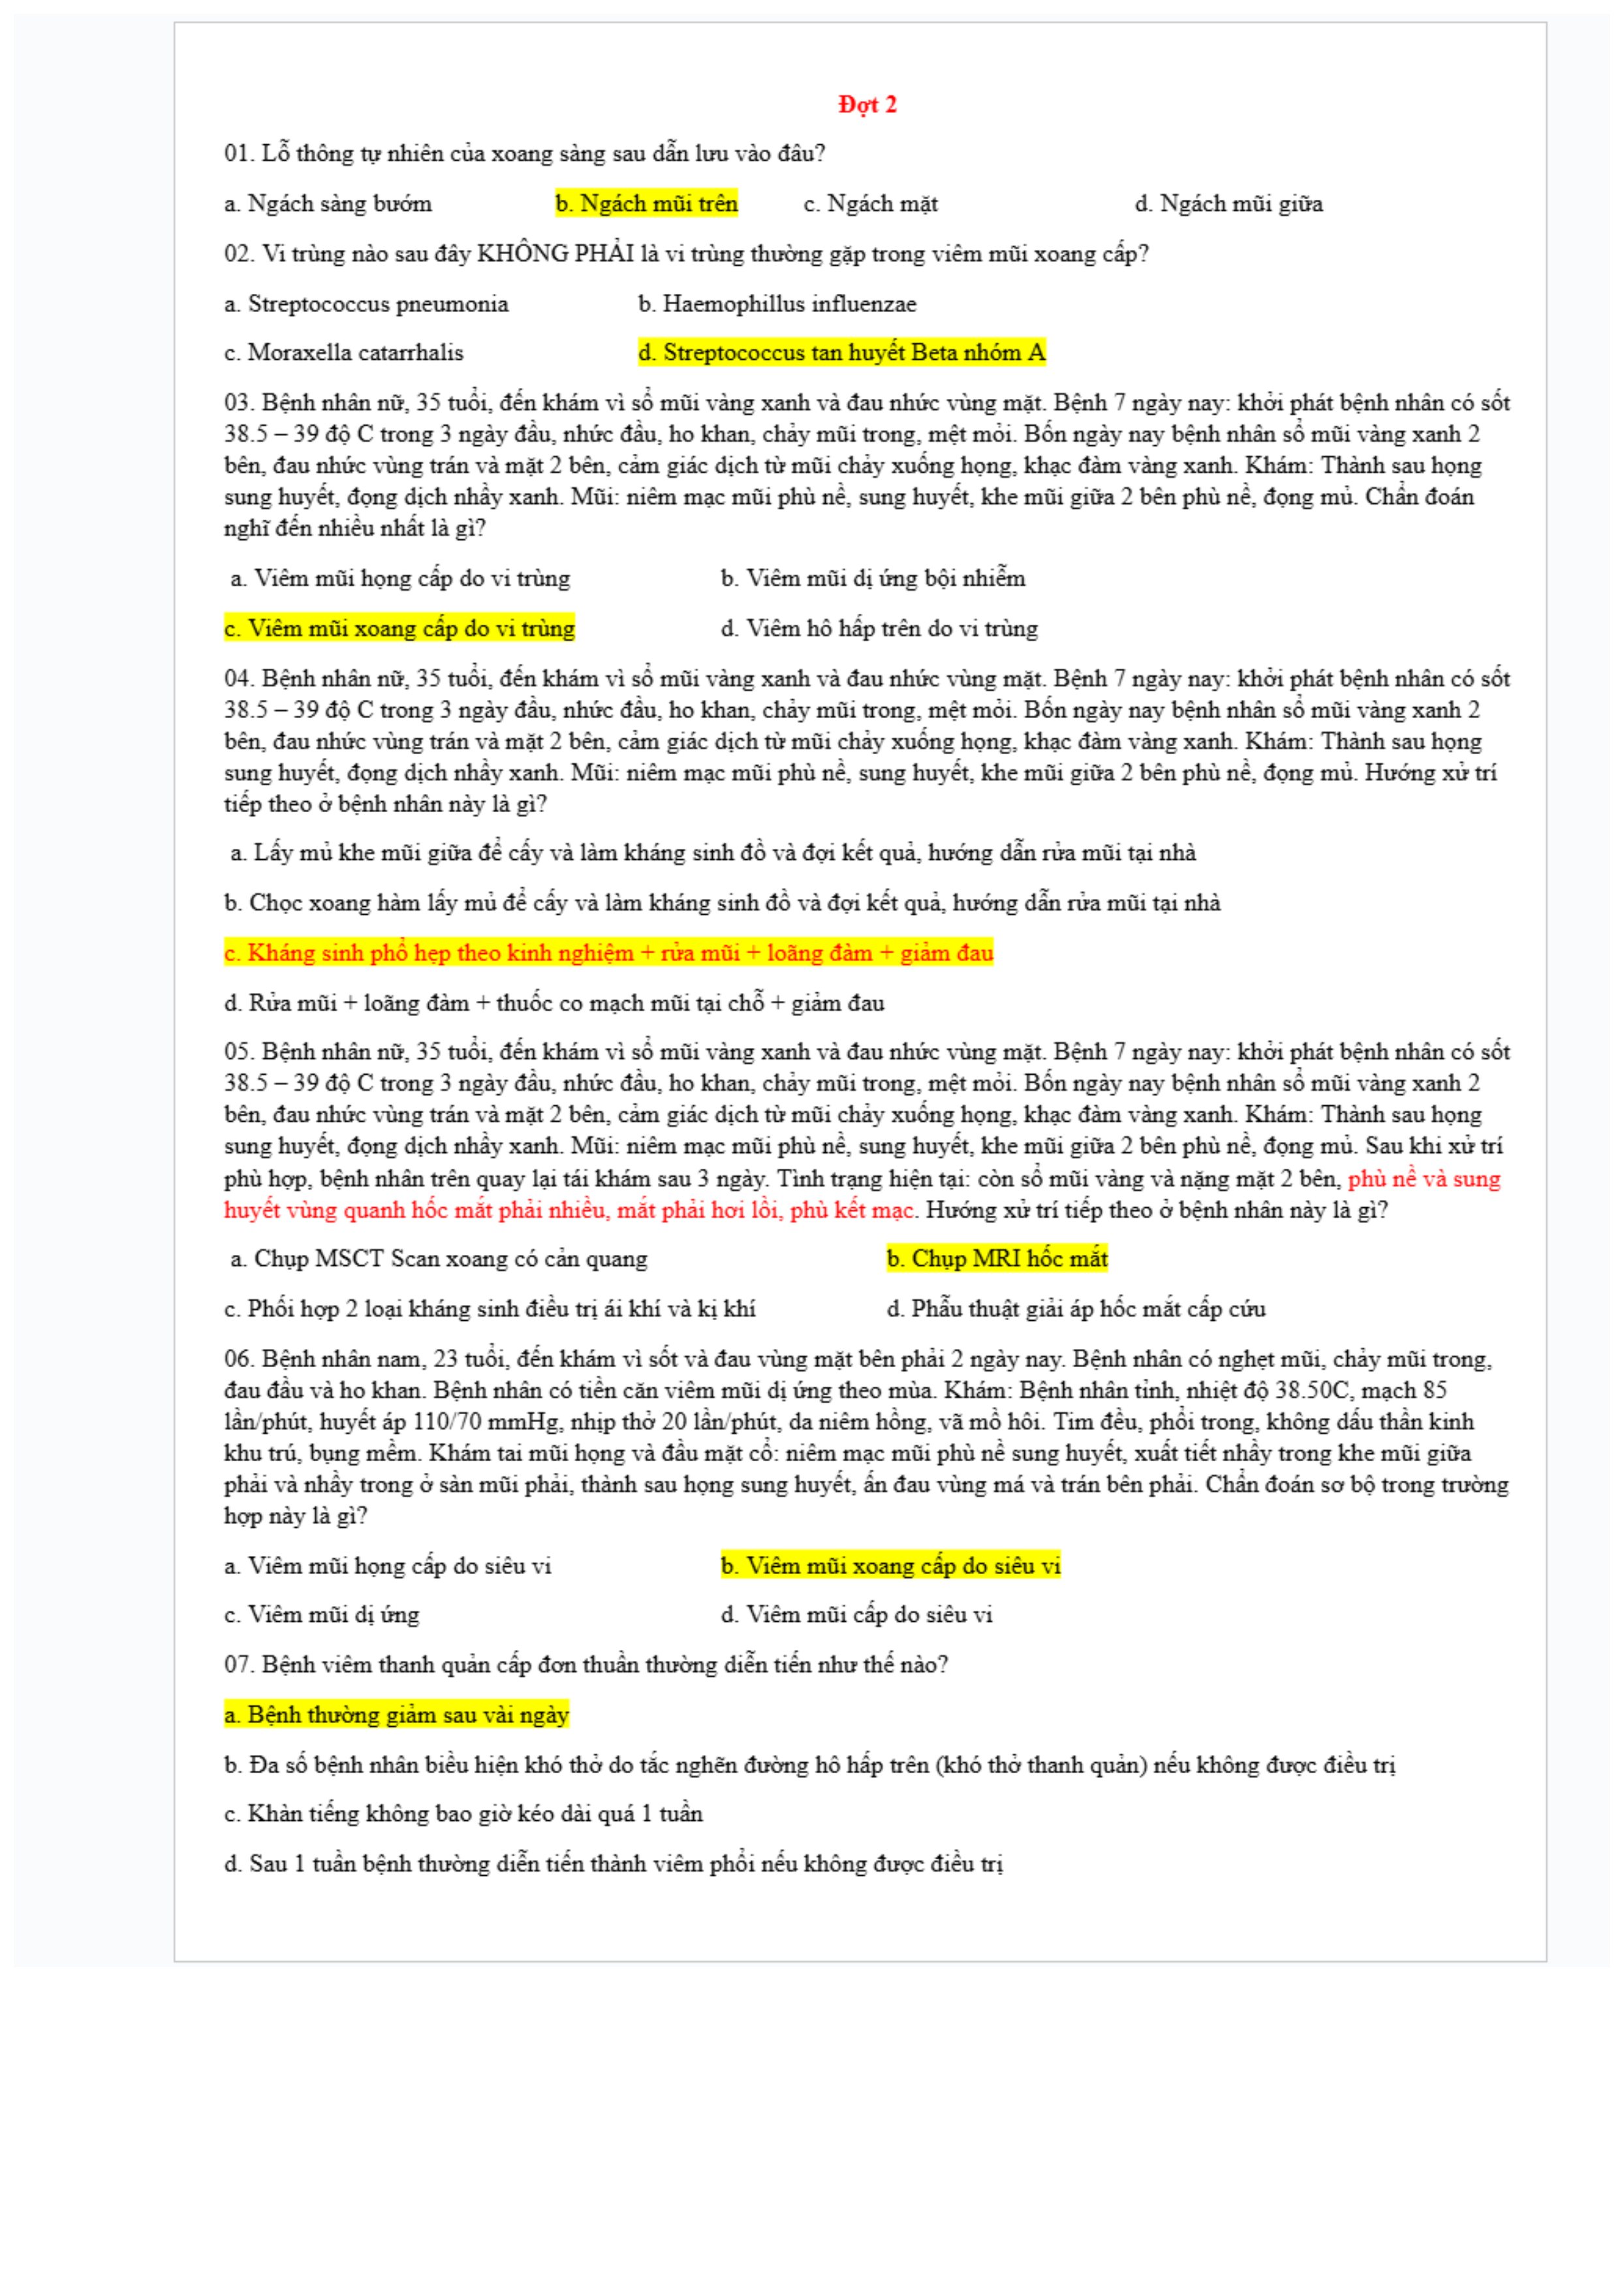 Đợt 2
01. Lỗ thông tự nhiên của xoang sàng sau dẫn lưu vào đâu?
a. Ngách sàng bướm b. Ngách mũi trên c. Ngách mặt d. Ngách mũi giữa
02. Vi trùng nào sau đây KHÔNG PHẢI là vi trùng thường gặp trong viêm mũi xoang cấp?
a. Streptococcus pneumonia b. Haemophillus influenzae
c. Moraxella catarrhalis d. Streptococcus tan huyết Beta nhóm A
03. Bệnh nhân nữ, 35 tuổi, đến khám vì sổ mũi vàng xanh và đau nhức vùng mặt. Bệnh 7 ngày nay: khởi phát bệnh nhân có sốt
38.5 – 39 độ C trong 3 ngày đầu, nhức đầu, ho khan, chảy mũi trong, mệt mỏi. Bốn ngày nay bệnh nhân sổ mũi vàng xanh 2
bên, đau nhức vùng trán và mặt 2 bên, cảm giác dịch từ mũi chảy xuống họng, khạc đàm vàng xanh. Khám: Thành sau họng
sung huyết, đọng dịch nhầy xanh. Mũi: niêm mạc mũi phù nề, sung huyết, khe mũi giữa 2 bên phù nề, đọng mủ. Chẩn đoán
nghĩ đến nhiều nhất là gì?
a. Viêm mũi họng cấp do vi trùng b. Viêm mũi dị ứng bội nhiễm
c. Viêm mũi xoang cấp do vi trùng d. Viêm hô hấp trên do vi trùng
04. Bệnh nhân nữ, 35 tuổi, đến khám vì sổ mũi vàng xanh và đau nhức vùng mặt. Bệnh 7 ngày nay: khởi phát bệnh nhân có sốt
38.5 – 39 độ C trong 3 ngày đầu, nhức đầu, ho khan, chảy mũi trong, mệt mỏi. Bốn ngày nay bệnh nhân sổ mũi vàng xanh 2
bên, đau nhức vùng trán và mặt 2 bên, cảm giác dịch từ mũi chảy xuống họng, khạc đàm vàng xanh. Khám: Thành sau họng
sung huyết, đọng dịch nhầy xanh. Mũi: niêm mạc mũi phù nề, sung huyết, khe mũi giữa 2 bên phù nề, đọng mủ. Hướng xử trí
tiếp theo ở bệnh nhân này là gì?
a. Lấy mủ khe mũi giữa để cấy và làm kháng sinh đồ và đợi kết quả, hướng dẫn rửa mũi tại nhà
b. Chọc xoang hàm lấy mủ để cấy và làm kháng sinh đồ và đợi kết quả, hướng dẫn rửa mũi tại nhà
c. Kháng sinh phổ hẹp theo kinh nghiệm + rửa mũi + loãng đàm + giảm đau
d. Rửa mũi + loãng đàm + thuốc co mạch mũi tại chỗ + giảm đau
05. Bệnh nhân nữ, 35 tuổi, đến khám vì sổ mũi vàng xanh và đau nhức vùng mặt. Bệnh 7 ngày nay: khởi phát bệnh nhân có sốt
38.5 – 39 độ C trong 3 ngày đầu, nhức đầu, ho khan, chảy mũi trong, mệt mỏi. Bốn ngày nay bệnh nhân sổ mũi vàng xanh 2
bên, đau nhức vùng trán và mặt 2 bên, cảm giác dịch từ mũi chảy xuống họng, khạc đàm vàng xanh. Khám: Thành sau họng
sung huyết, đọng dịch nhầy xanh. Mũi: niêm mạc mũi phù nề, sung huyết, khe mũi giữa 2 bên phù nề, đọng mủ. Sau khi xử trí
phù hợp, bệnh nhân trên quay lại tái khám sau 3 ngày. Tình trạng hiện tại: còn sổ mũi vàng và nặng mặt 2 bên, phù nề và sung
huyết vùng quanh hốc mắt phải nhiều, mắt phải hơi lồi, phù kết mạc. Hướng xử trí tiếp theo ở bệnh nhân này là gì?
a. Chụp MSCT Scan xoang có cản quang b. Chụp MRI hốc mắt
c. Phối hợp 2 loại kháng sinh điều trị ái khí và kị khí d. Phẫu thuật giải áp hốc mắt cấp cứu
06. Bệnh nhân nam, 23 tuổi, đến khám vì sốt và đau vùng mặt bên phải 2 ngày nay. Bệnh nhân có nghẹt mũi, chảy mũi trong,
đau đầu và ho khan. Bệnh nhân có tiền căn viêm mũi dị ứng theo mùa. Khám: Bệnh nhân tỉnh, nhiệt độ 38.50C, mạch 85
lần/phút, huyết áp 110/70 mmHg, nhịp thở 20 lần/phút, da niêm hồng, vã mồ hôi. Tim đều, phổi trong, không dấu thần kinh
khu trú, bụng mềm. Khám tai mũi họng và đầu mặt cổ: niêm mạc mũi phù nề sung huyết, xuất tiết nhầy trong khe mũi giữa
phải và nhầy trong ở sàn mũi phải, thành sau họng sung huyết, ấn đau vùng má và trán bên phải. Chẩn đoán sơ bộ trong trường
hợp này là gì?
a. Viêm mũi họng cấp do siêu vi b. Viêm mũi xoang cấp do siêu vi
c. Viêm mũi dị ứng d. Viêm mũi cấp do siêu vi
07. Bệnh viêm thanh quản cấp đơn thuần thường diễn tiến như thế nào?
a. Bệnh thường giảm sau vài ngày
b. Đa số bệnh nhân biểu hiện khó thở do tắc nghẽn đường hô hấp trên (khó thở thanh quản) nếu không được điều trị
c. Khàn tiếng không bao giờ kéo dài quá 1 tuần
d. Sau 1 tuần bệnh thường diễn tiến thành viêm phổi nếu không được điều trị